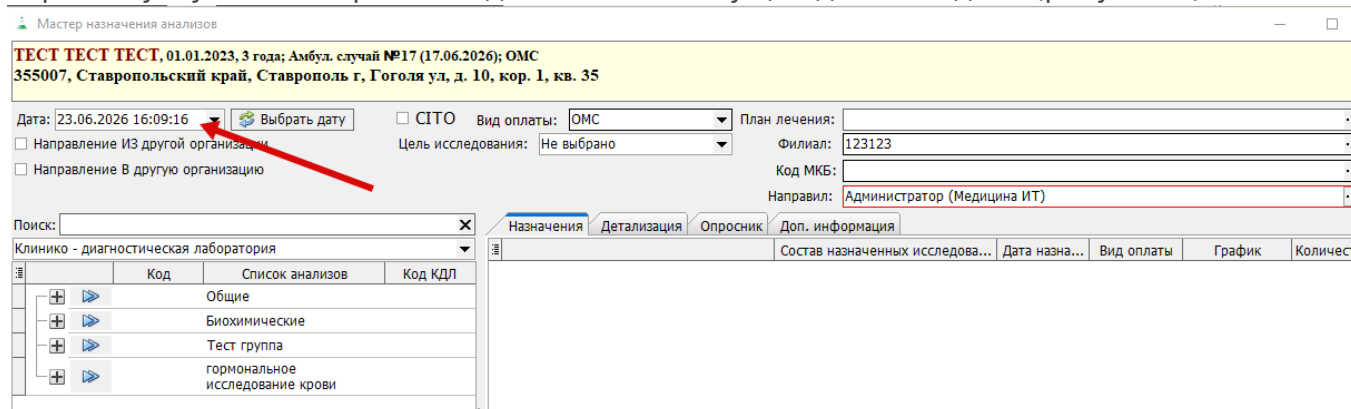 Мастер назначения анализов
ТЕСТ ТЕСТ ТЕСТ, 01.01.2023, 3 года; Амбул. случай №17 (17.06.2026); ОМС
355007, Ставропольский край, Ставрополь г, Гоголя ул, д. 10, кор. 1, кв. 35
Дата: 23.06.2026 16:09:16 Выбрать дату CITO Вид оплаты: ОМС План лечения:
Направление ИЗ другой организации Цель исследования: Не выбрано Филиал: 123123
Направление В другую организацию Код МКБ:
Направил: Администратор (Медицина ИТ)
Поиск: Назначения Детализация Опросник Доп. информация
Клинико - диагностическая лаборатория Состав назначенных исследова... Дата назна... Вид оплаты График Количес
Код Список анализов Код КДЛ
Общие
Биохимические
Тест группа
гормональное
исследование крови